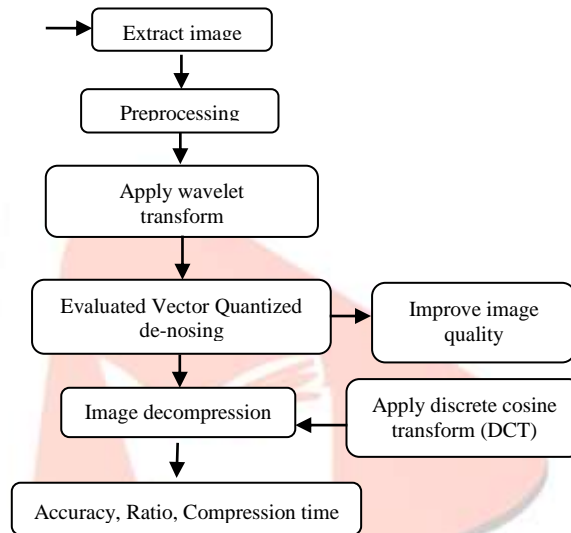 Extract image
Preprocessing
Apply wavelet
transform
Evaluated Vector Quantized
de-nosing
Improve image
quality
Image decompression
Apply discrete cosine
transform (DCT)
Accuracy, Ratio, Compression time